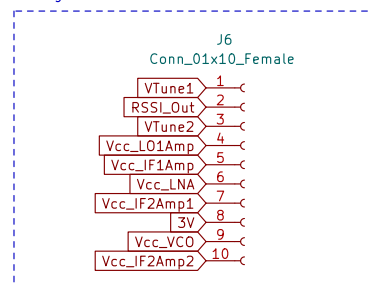 J6
Conn_01x10_Female
VTune1 1
RSSI_Out 2
VTune2 3
Vcc_LO1Amp 4
Vcc_IF1Amp 5
Vcc_LNA 6
Vcc_IF2Amp1 7
3V 8
Vcc_VCO 9
Vcc_IF2Amp2 10